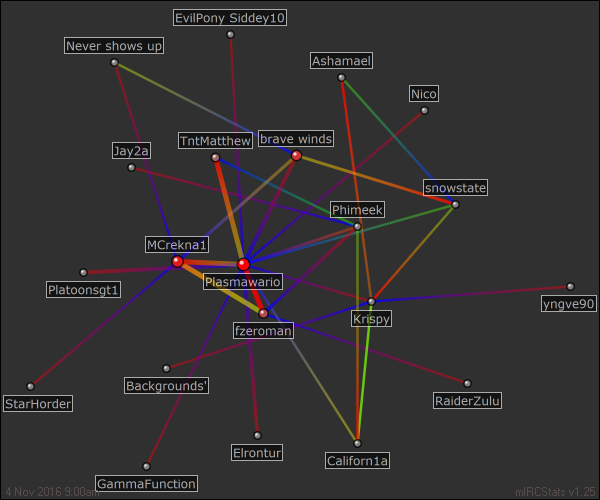 EvilPony Siddey10
Never shows up
Ashamael
Nico
TntMatthew
brave winds
Jay2a
snowstate
Phimeek
MCrekna1
Plasmawario
Platoonsgt1
yngve90
Krispy
fzeroman
Backgrounds'
RaiderZulu
StarHorder
Elrontur
Californ1a
GammaFunction
4 Nov 2016 9:00am
mIRCStats v1.25